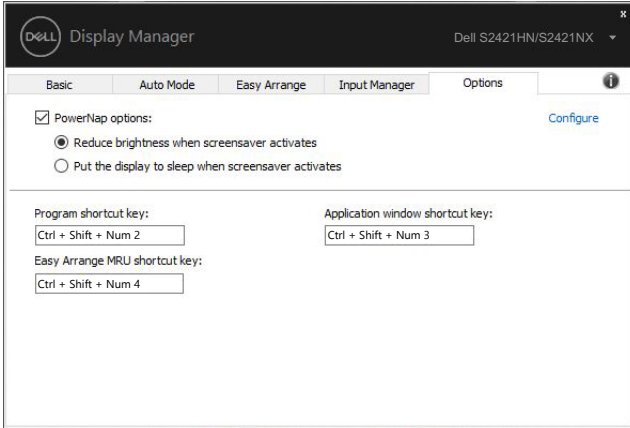 DELL Display Manager
Dell S2421HN/S2421NX
x
Basic Auto Mode Easy Arrange Input Manager Options
PowerNap options:
Configure
Reduce brightness when screensaver activates
Put the display to sleep when screensaver activates
Program shortcut key:
Application window shortcut key:
Ctrl + Shift + Num 2
Ctrl + Shift + Num 3
Easy Arrange MRU shortcut key:
Ctrl + Shift + Num 4